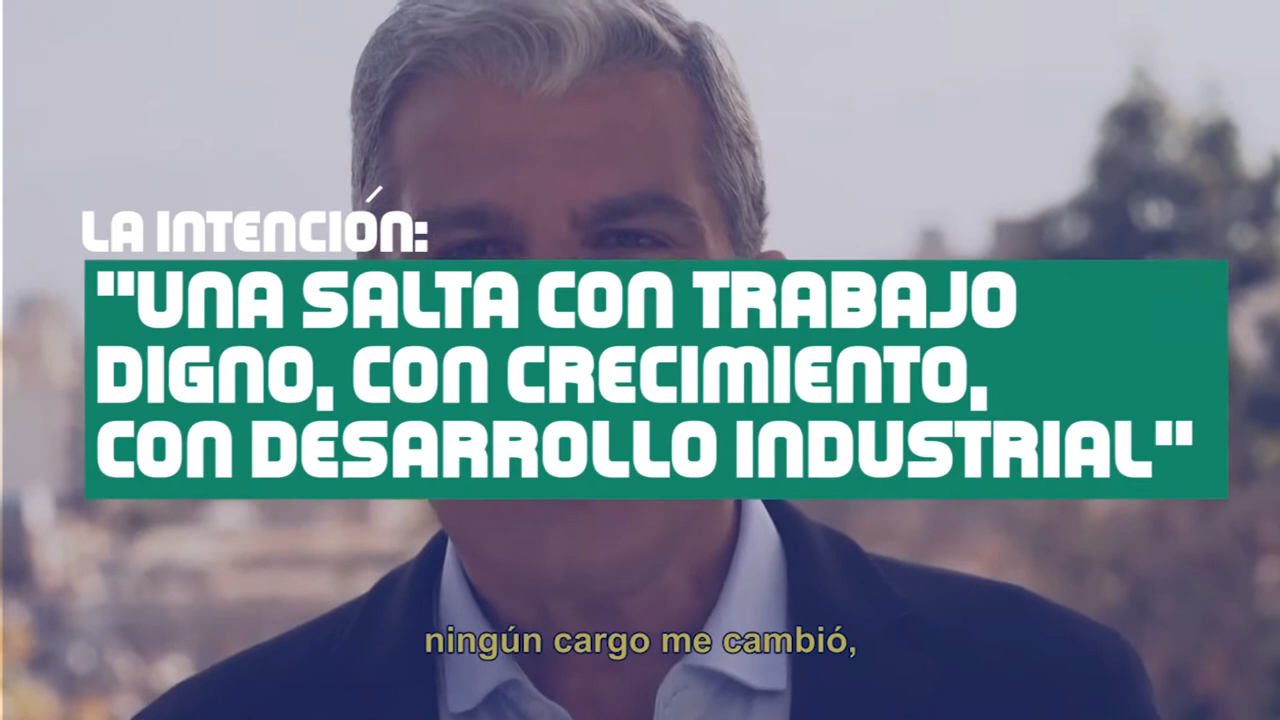 LA INTENCIÓN:
"UNA SALTA CON TRABAJO
DIGNO, CON CRECIMIENTO,
CON DESARROLLO INDUSTRIAL"
ningún cargo me cambió,